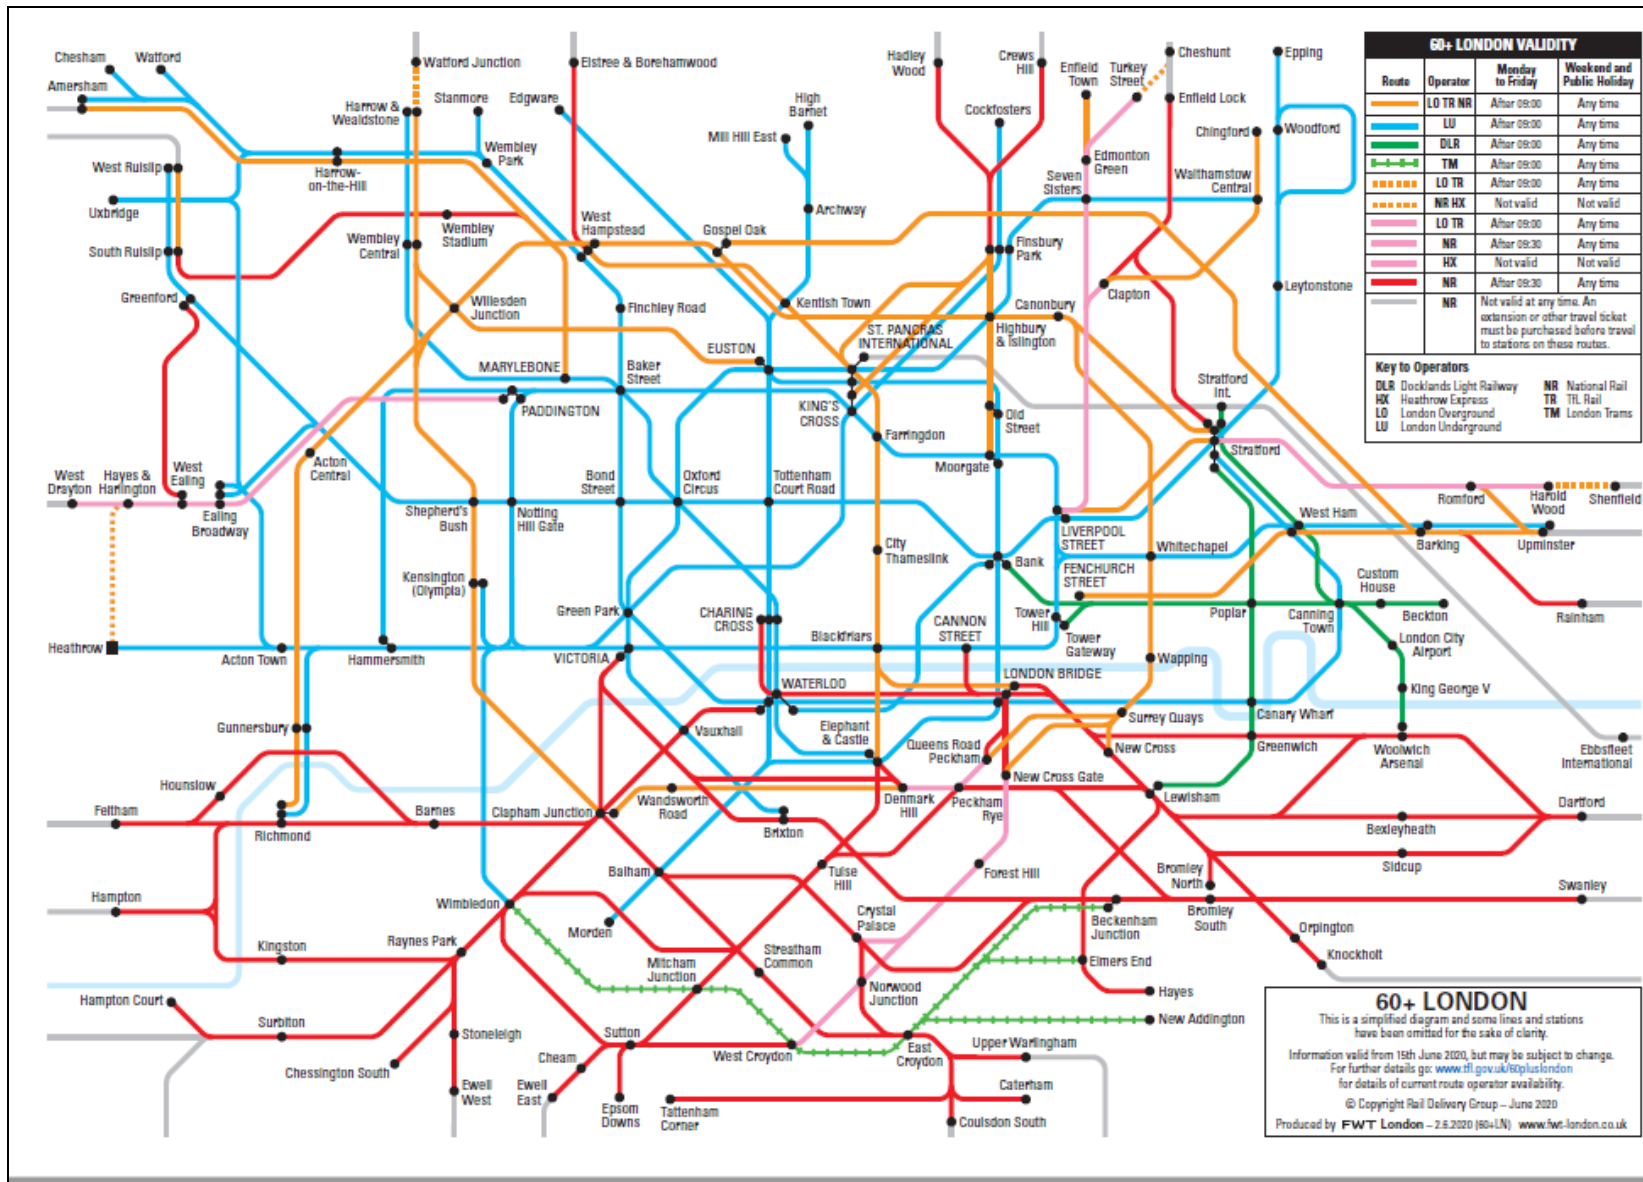 Chesham
Watford
Amersham
Watford Junction
Elstree & Borehamwood
Hadley
Wood
Crews
Hill
Enfield
Town
Turkey
Street
Cheshunt
Epping
Harrow &
Wealdstone
Stanmore
Edgware
High
Barnet
Mill Hill East
Cockfosters
Enfield Lock
Chingford
Woodford
West Ruislip
Harrow-
on-the-Hill
Wembley
Park
Edmonton
Green
Seven
Sisters
Walthamstow
Central
Uxbridge
Wembley
Stadium
West
Hampstead
Archway
Gospel Oak
Finsbury
Park
South Ruislip
Wembley
Central
Greenford
Willesden
Junction
Finchley Road
Kentish Town
Canonbury
Clapton
Leytonstone
ST. PANCRAS
INTERNATIONAL
Highbury
& Islington
EUSTON
MARYLEBONE
Baker
Street
Stratford
Int.
PADDINGTON
KING'S
CROSS
Old
Street
Farringdon
Moorgate
Stratford
Acton
Central
West
Drayton
Hayes &
Harlington
West
Ealing
Ealing
Broadway
Bond
Street
Oxford
Circus
Tottenham
Court Road
Romford
Harold
Wood
Shenfield
Shepherd's
Bush
Notting
Hill Gate
LIVERPOOL
STREET
West Ham
Whitechapel
Barking
Upminster
City
Thameslink
Bank
FENCHURCH
STREET
Kensington
(Olympia)
Custom
House
Green Park
CHARING
CROSS
Blackfriars
CANNON
STREET
Tower
Hill
Tower
Gateway
Poplar
Canning
Town
Beckton
Rainham
Heathrow
Acton Town
Hammersmith
VICTORIA
London City
Airport
Wapping
WATERLOO
LONDON BRIDGE
King George V
Gunnersbury
Vauxhall
Elephant
& Castle
Queens Road
Peckham
Surrey Quays
New Cross
Canary Wharf
Greenwich
Woolwich
Arsenal
Ebbsfleet
International
Hounslow
Feltham
Richmond
Barnes
Clapham Junction
Wandsworth
Road
Brixton
Denmark
Hill
Peckham
Rye
New Cross Gate
Lewisham
Bexleyheath
Dartford
Balham
Tulse
Hill
Forest Hill
Bromley
North
Sidcup
Hampton
Wimbledon
Morden
Crystal
Palace
Beckenham
Junction
Bromley
South
Swanley
Kingston
Raynes Park
Mitcham
Junction
Streatham
Common
Elmers End
Orpington
Knockholt
Hampton Court
Norwood
Junction
Hayes
Surbiton
Stoneleigh
Sutton
West Croydon
East
Croydon
New Addington
Upper Warlingham
Chessington South
Cheam
Ewell
West
Ewell
East
Epsom
Downs
Tattenham
Corner
Caterham
Coulsdon South
60+ LONDON VALIDITY
Route Operator Monday to Friday Weekend and Public Holiday
LO TR NR After 09:00 Any time
LU After 09:00 Any time
DLR After 09:00 Any time
TM After 09:00 Any time
LO TR After 09:00 Any time
NR HX Not valid Not valid
LO TR After 09:00 Any time
NR After 09:30 Any time
HX Not valid Not valid
NR After 09:30 Any time
NR Not valid at any time. An
extension or other travel ticket
must be purchased before travel
to stations on these routes.
Key to Operators
DLR Docklands Light Railway NR National Rail
HX Heathrow Express TR TfL Rail
LO London Overground TM London Trams
LU London Underground
60+ LONDON
This is a simplified diagram and some lines and stations
have been omitted for the sake of clarity.
Information valid from 15th June 2020, but may be subject to change.
For further details go: www.tfl.gov.uk/60pluslondon
for details of current route operator availability.
© Copyright Rail Delivery Group – June 2020
Produced by FWT London – 2.6.2020 (60+LN) www.fwt-london.co.uk